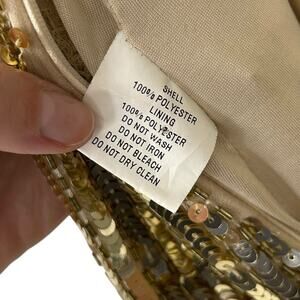 SHELL
100% POLYESTER
LINING
100% POLYESTER
DO NOT WASH
DO NOT IRON
DO NOT BLEACH
DO NOT DRY CLEAN